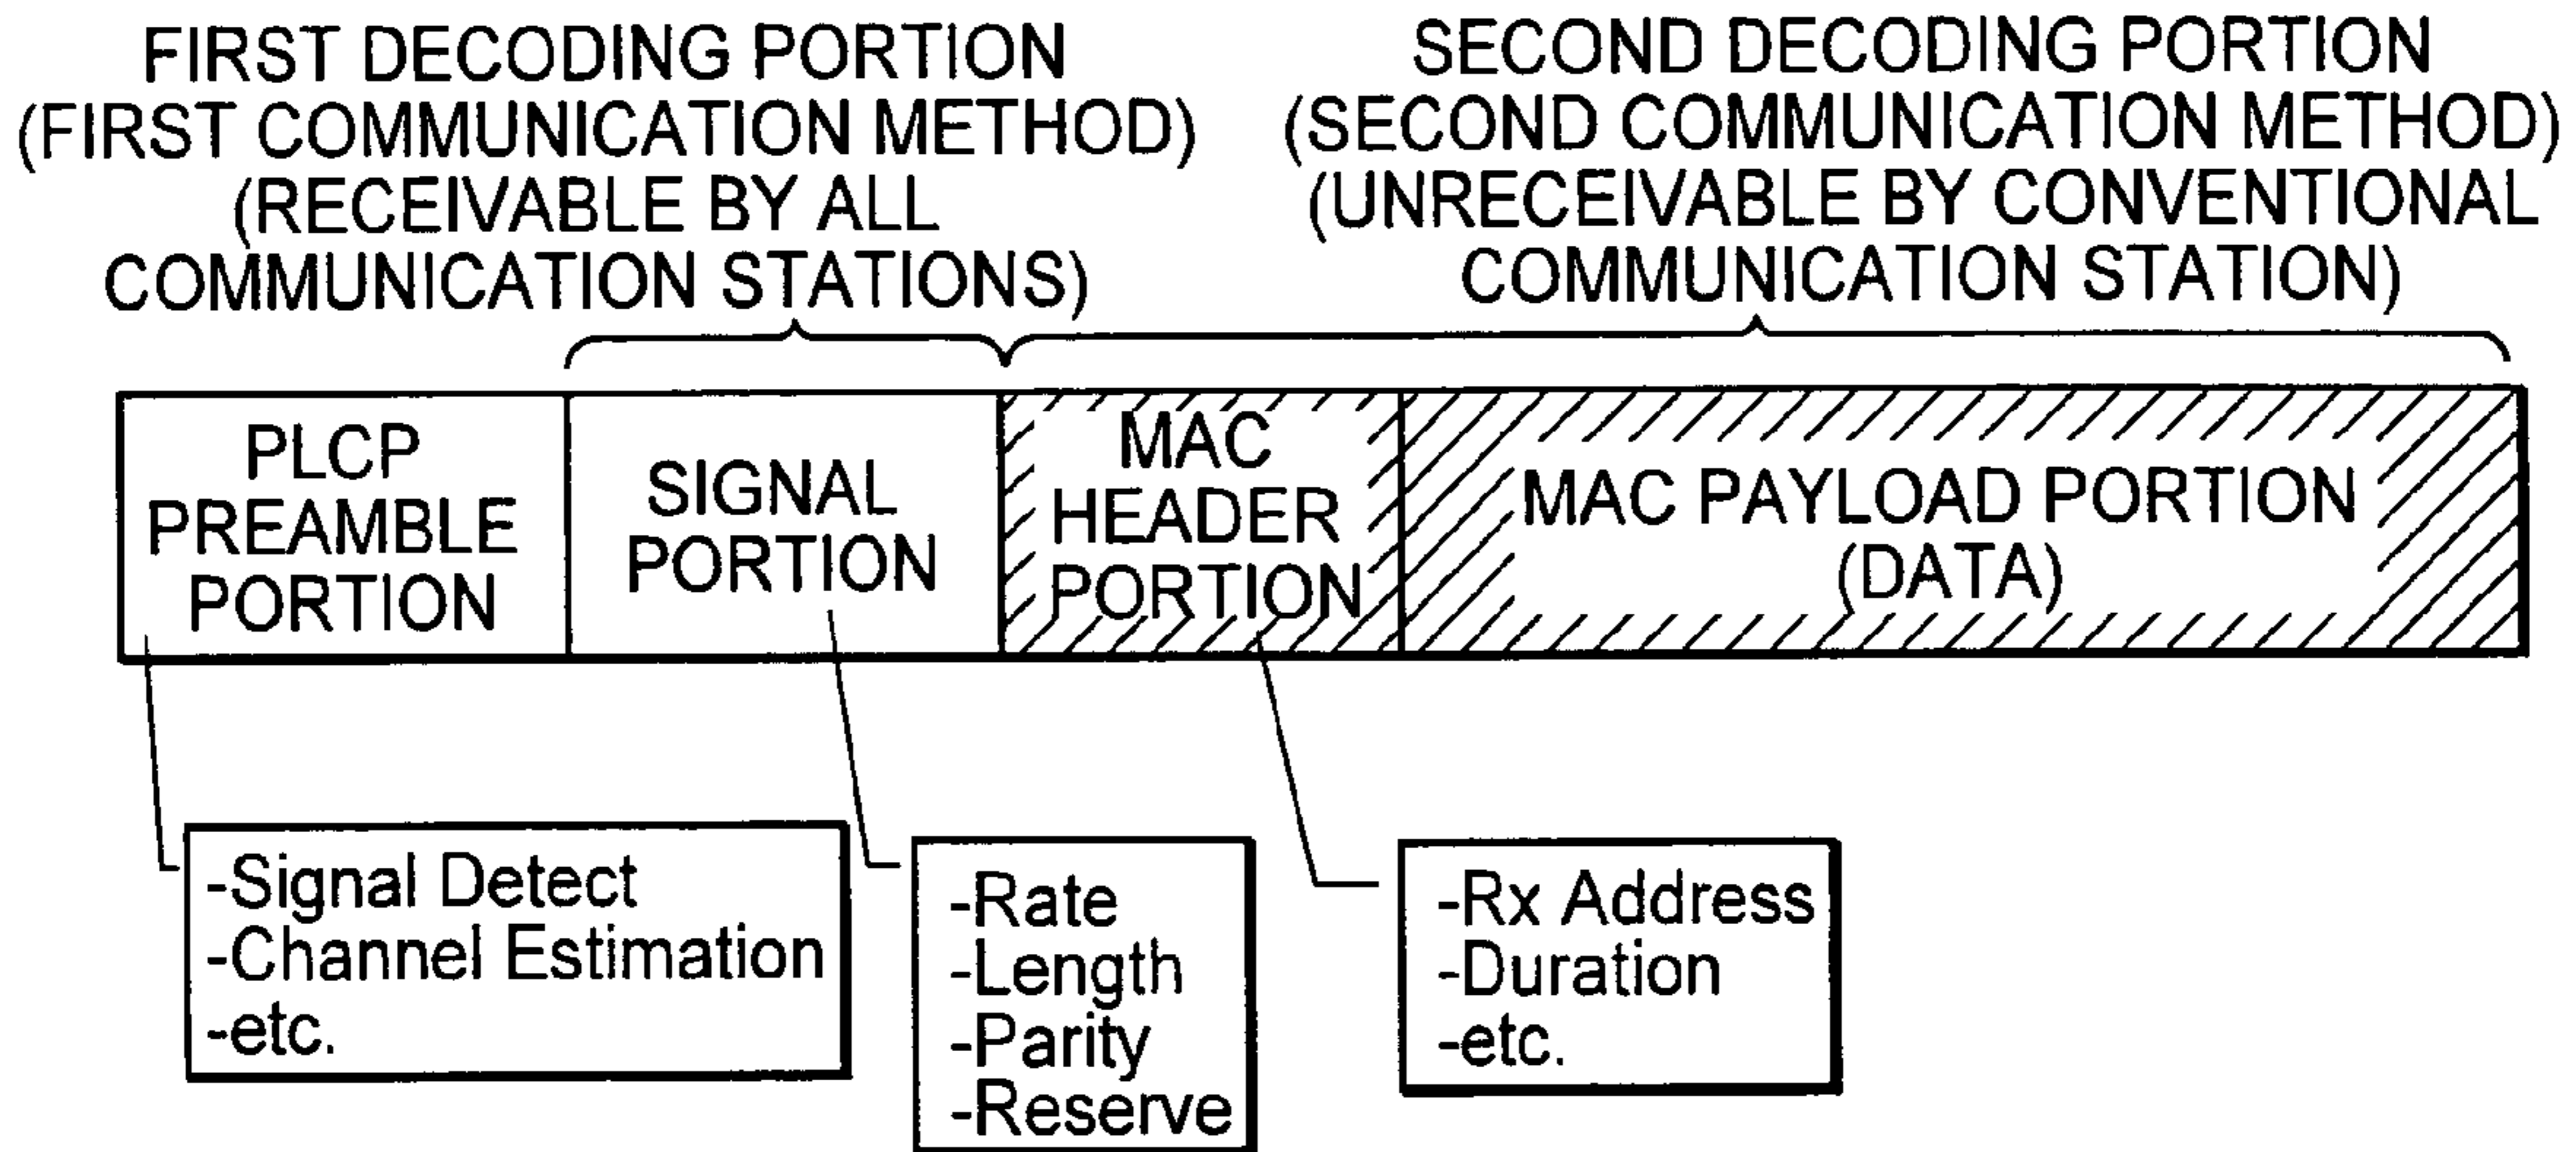 FIRST DECODING PORTION
(FIRST COMMUNICATION METHOD)
(RECEIVABLE BY ALL
COMMUNICATION STATIONS)
SECOND DECODING PORTION
(SECOND COMMUNICATION METHOD)
(UNRECEIVABLE BY CONVENTIONAL
COMMUNICATION STATION)
PLCP
PREAMBLE
PORTION
SIGNAL
PORTION
MAC
HEADER
PORTION
MAC PAYLOAD PORTION
(DATA)
-Signal Detect
-Channel Estimation
-etc.
-Rate
-Length
-Parity
-Reserve
-Rx Address
-Duration
-etc.